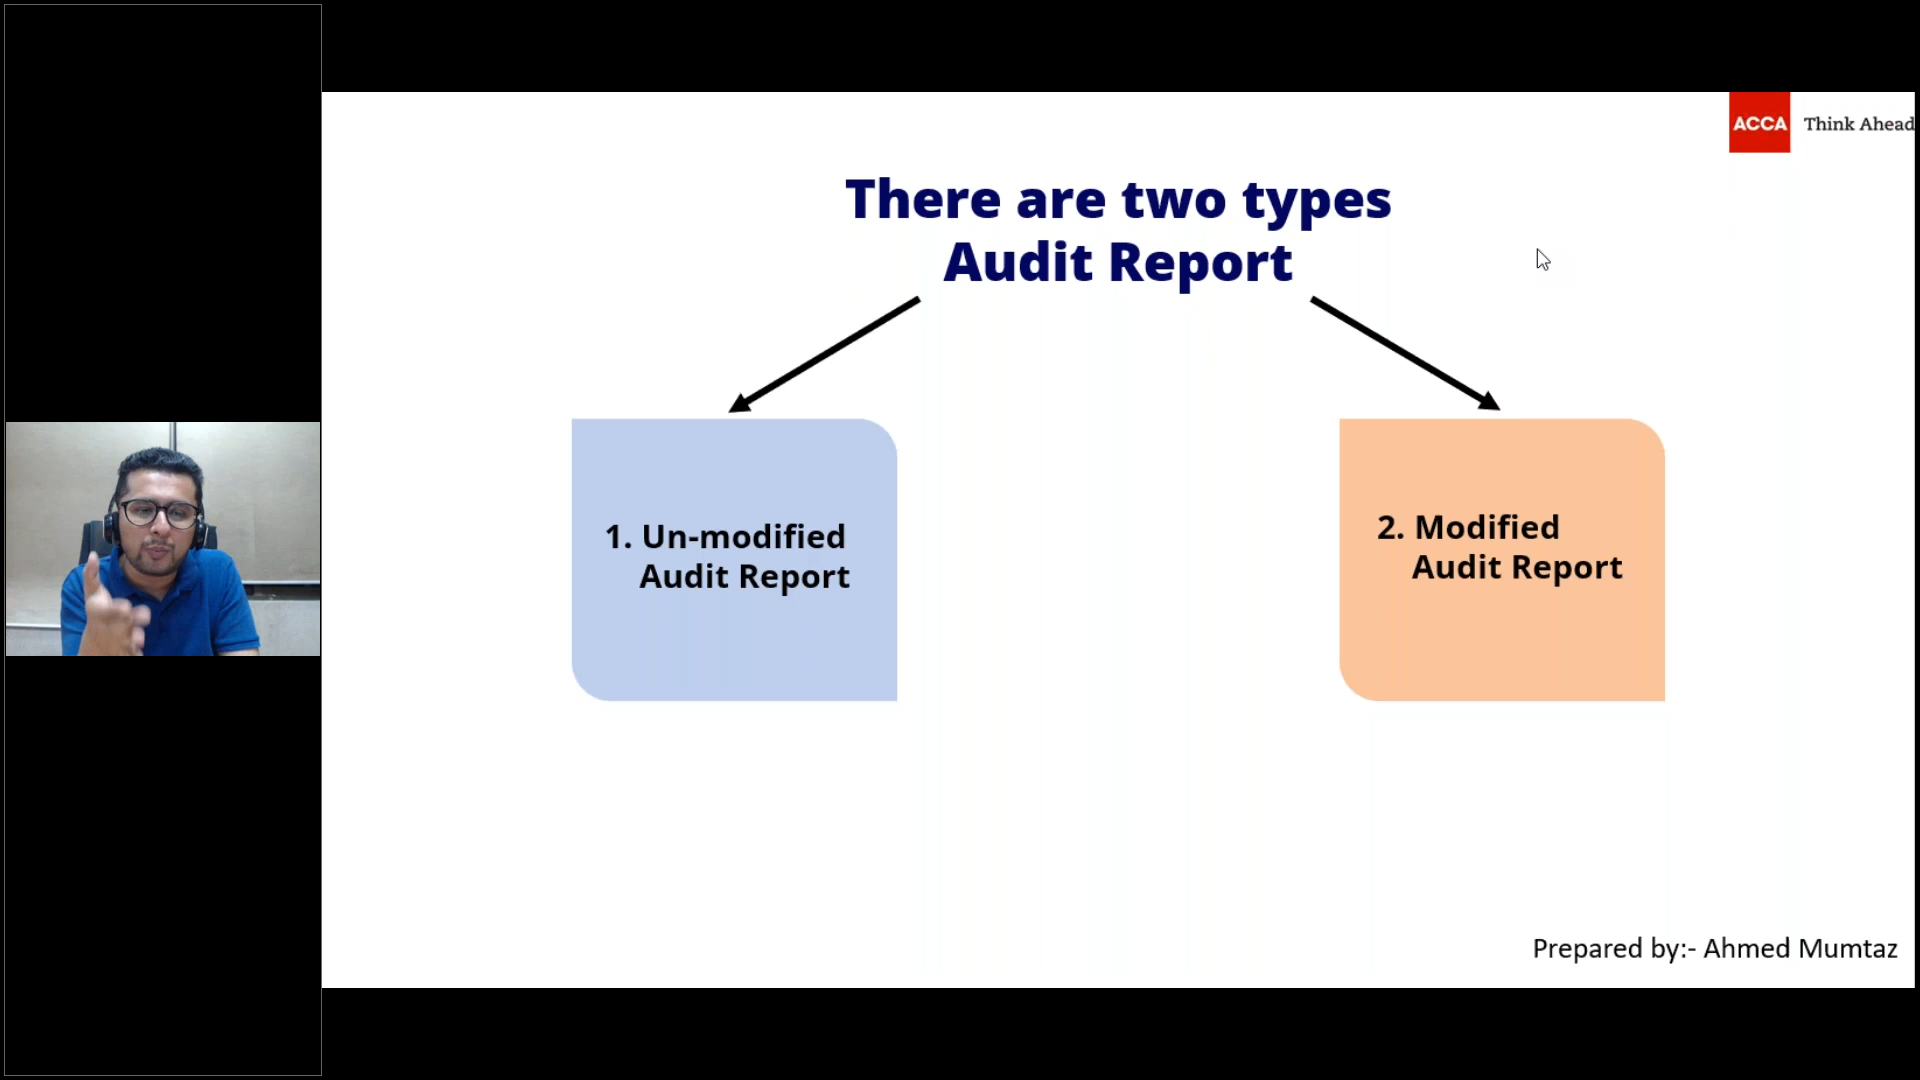 ACCA Think Ahead
There are two types
Audit Report
1. Un-modified
Audit Report
2. Modified
Audit Report
Prepared by:- Ahmed Mumtaz